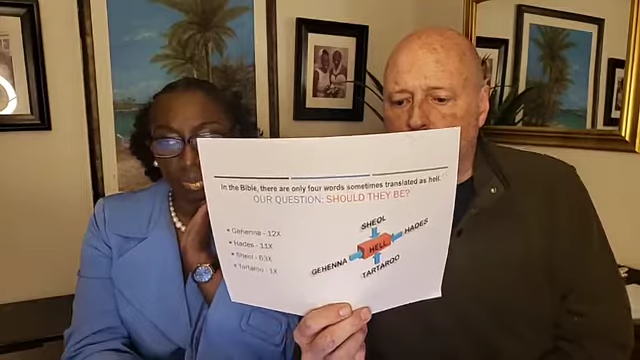 In the Bible, there are only four words sometimes translated as hell.
OUR QUESTION: SHOULD THEY BE?
• Gehenna - 12X
• Hades - 11X
• Sheol - 63X
• Tartaroo - 1X
SHEOL
HADES
HELL
GEHENNA
TARTAROO